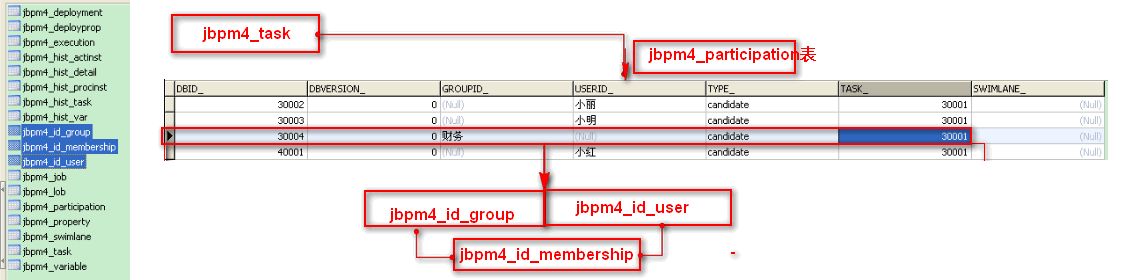 jbpm4_deployment
jbpm4_deployprop
jbpm4_execution
jbpm4_hist_actinst
jbpm4_hist_detail
jbpm4_hist_procinst
jbpm4_hist_task
jbpm4_hist_var
jbpm4_id_group
jbpm4_id_membership
jbpm4_id_user
jbpm4_job
jbpm4_lob
jbpm4_participation
jbpm4_property
jbpm4_swimlane
jbpm4_task
jbpm4_variable
jbpm4_task
jbpm4_participation表
DBID_ DBVERSION_ GROUPID_ USERID_ TYPE_ TASK_ SWIMLANE_
30002 0 (Null) 小丽 candidate 30001 (Null)
30003 0 (Null) 小明 candidate 30001 (Null)
30004 0 财务 (Null) candidate 30001 (Null)
40001 0 (Null) 小红 candidate 30001 (Null)
jbpm4_id_group jbpm4_id_user
jbpm4_id_membership
-